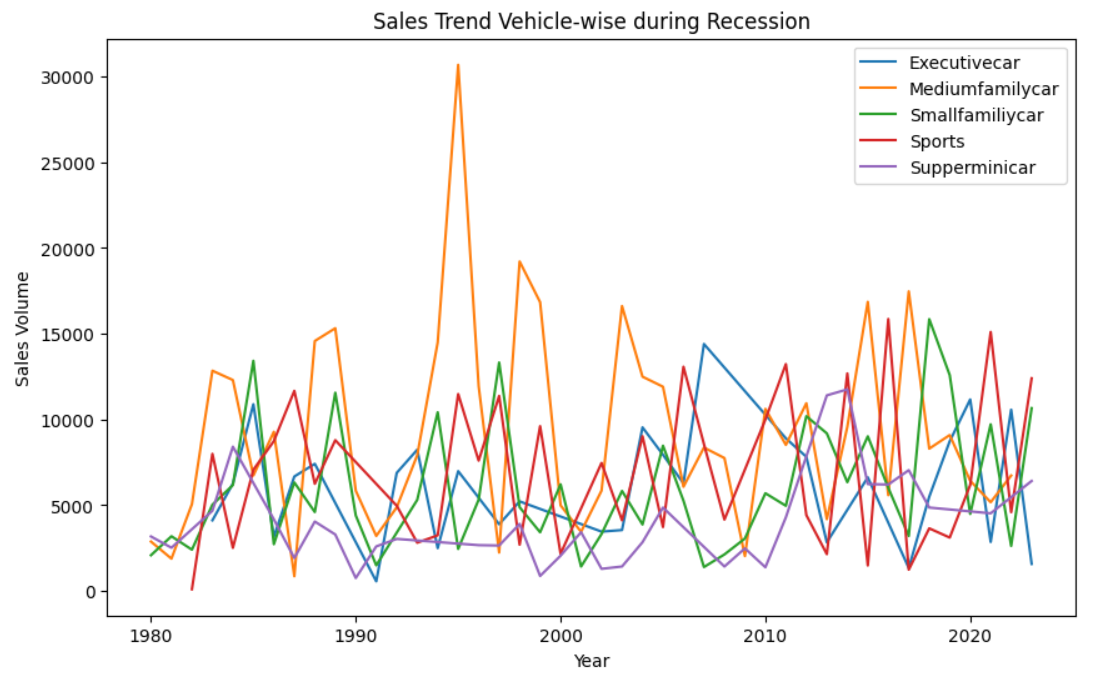 Sales Trend Vehicle-wise during Recession
Executivecar
Mediumfamilycar
Smallfamiliycar
Sports
Supperminicar
30000
25000
20000
15000
10000
5000
0
Sales Volume
1980
1990
2000
2010
2020
Year